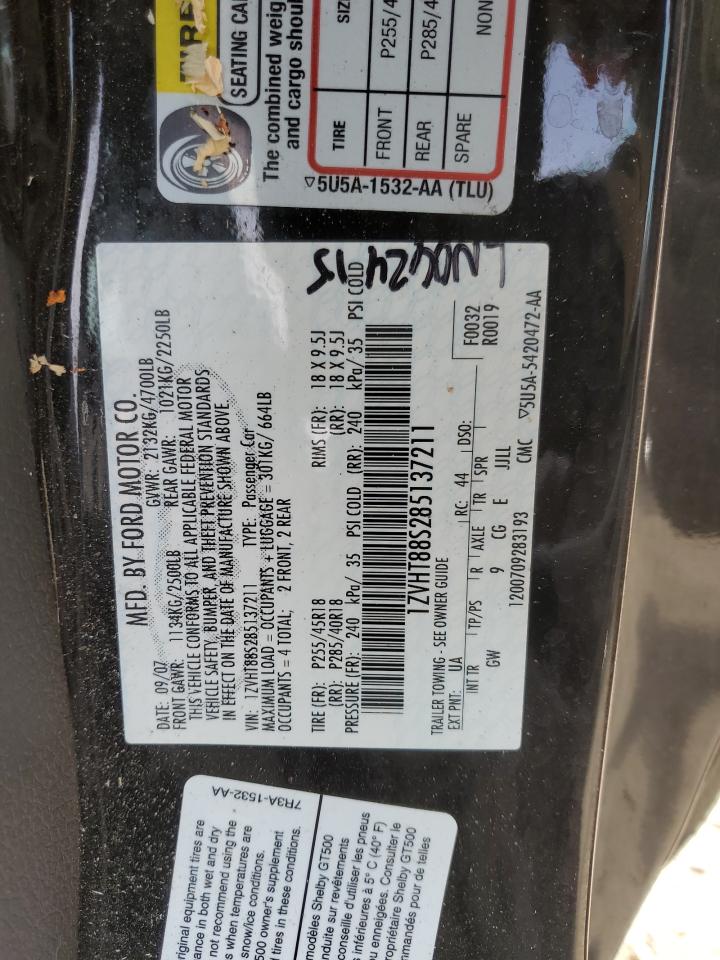 TIRE
SEATING CA
The combined weig
and cargo shou
TIRE SIZ
FRONT P255/4
REAR P285/4
SPARE NON
▽5U5A-1532-AA (TLU)
MFD. BY FORD MOTOR CO.
DATE: 09/07 GVWR: 2132KG/4700LB
FRONT GAWR: 1134KG/2500LB REAR GAWR: 1021KG/2250LB
THIS VEHICLE CONFORMS TO ALL APPLICABLE FEDERAL MOTOR
VEHICLE SAFETY, BUMPER, AND THEFT PREVENTION STANDARDS
IN EFFECT ON THE DATE OF MANUFACTURE SHOWN ABOVE.
VIN: 1ZVHT88S285137211 TYPE: Passenger Car
MAXIMUM LOAD = OCCUPANTS + LUGGAGE = 301KG/ 664LB
OCCUPANTS = 4 TOTAL; 2 FRONT, 2 REAR
TIRE (FR): P255/45R18 RIMS (FR): 18 X 9.5J
(RR): P285/40R18 (RR): 18 X 9.5J
PRESSURE (FR): 240 kPa/ 35 PSI COLD (RR): 240 kPa/ 35 PSI COLD
1ZVHT88S285137211
TRAILER TOWING - SEE OWNER GUIDE
EXT PNT: UA RC: 44 DSO: F0032
INT TR TP/PS R AXLE TR SPR R0019
GW 9 CG E JJLL
1200709283193 CMC ▽5U5A-5420472-AA
7R3A-1532-AA
riginal equipment tires are
ance in both wet and dry
not recommend using the
s when temperatures are
snow/ice conditions.
500 owner's supplement
tires in these conditions.
modèles Shelby GT500
nduite sur revêtements
conseille d'utiliser les pneus
s inférieures à 5° C (40° F)
u enneigées. Consulter le
ropriétaire Shelby GT500
mmandés pour de telles